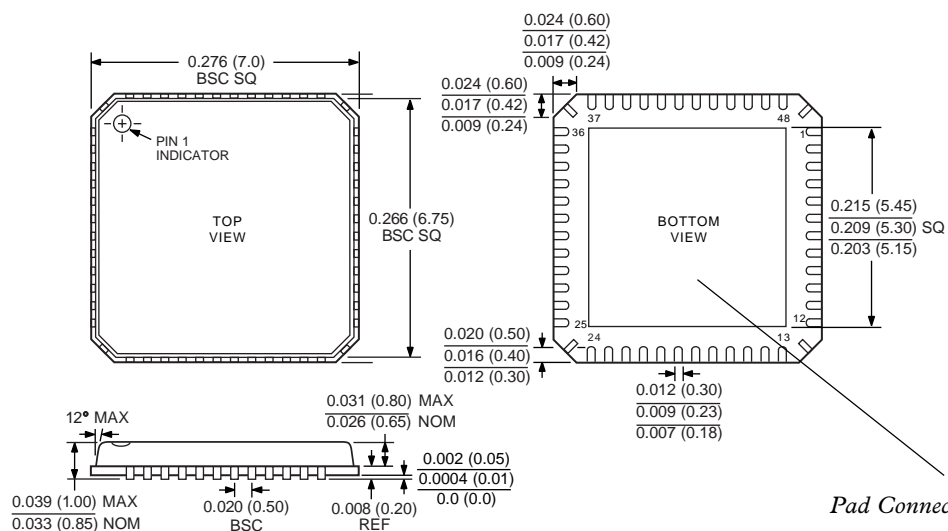 0.276 (7.0)
BSC SQ
PIN 1
INDICATOR
TOP
VIEW
0.266 (6.75)
BSC SQ
0.024 (0.60)
0.017 (0.42)
0.009 (0.24)
0.024 (0.60)
0.017 (0.42)
0.009 (0.24)
37
48
36
1
BOTTOM
VIEW
0.215 (5.45)
0.209 (5.30) SQ
0.203 (5.15)
25
12
24
13
0.020 (0.50)
0.016 (0.40)
0.012 (0.30)
0.012 (0.30)
0.009 (0.23)
0.007 (0.18)
12° MAX
0.031 (0.80) MAX
0.026 (0.65) NOM
0.002 (0.05)
0.0004 (0.01)
0.0 (0.0)
0.039 (1.00) MAX
0.033 (0.85) NOM
0.020 (0.50)
BSC
0.008 (0.20)
REF
Pad Connec